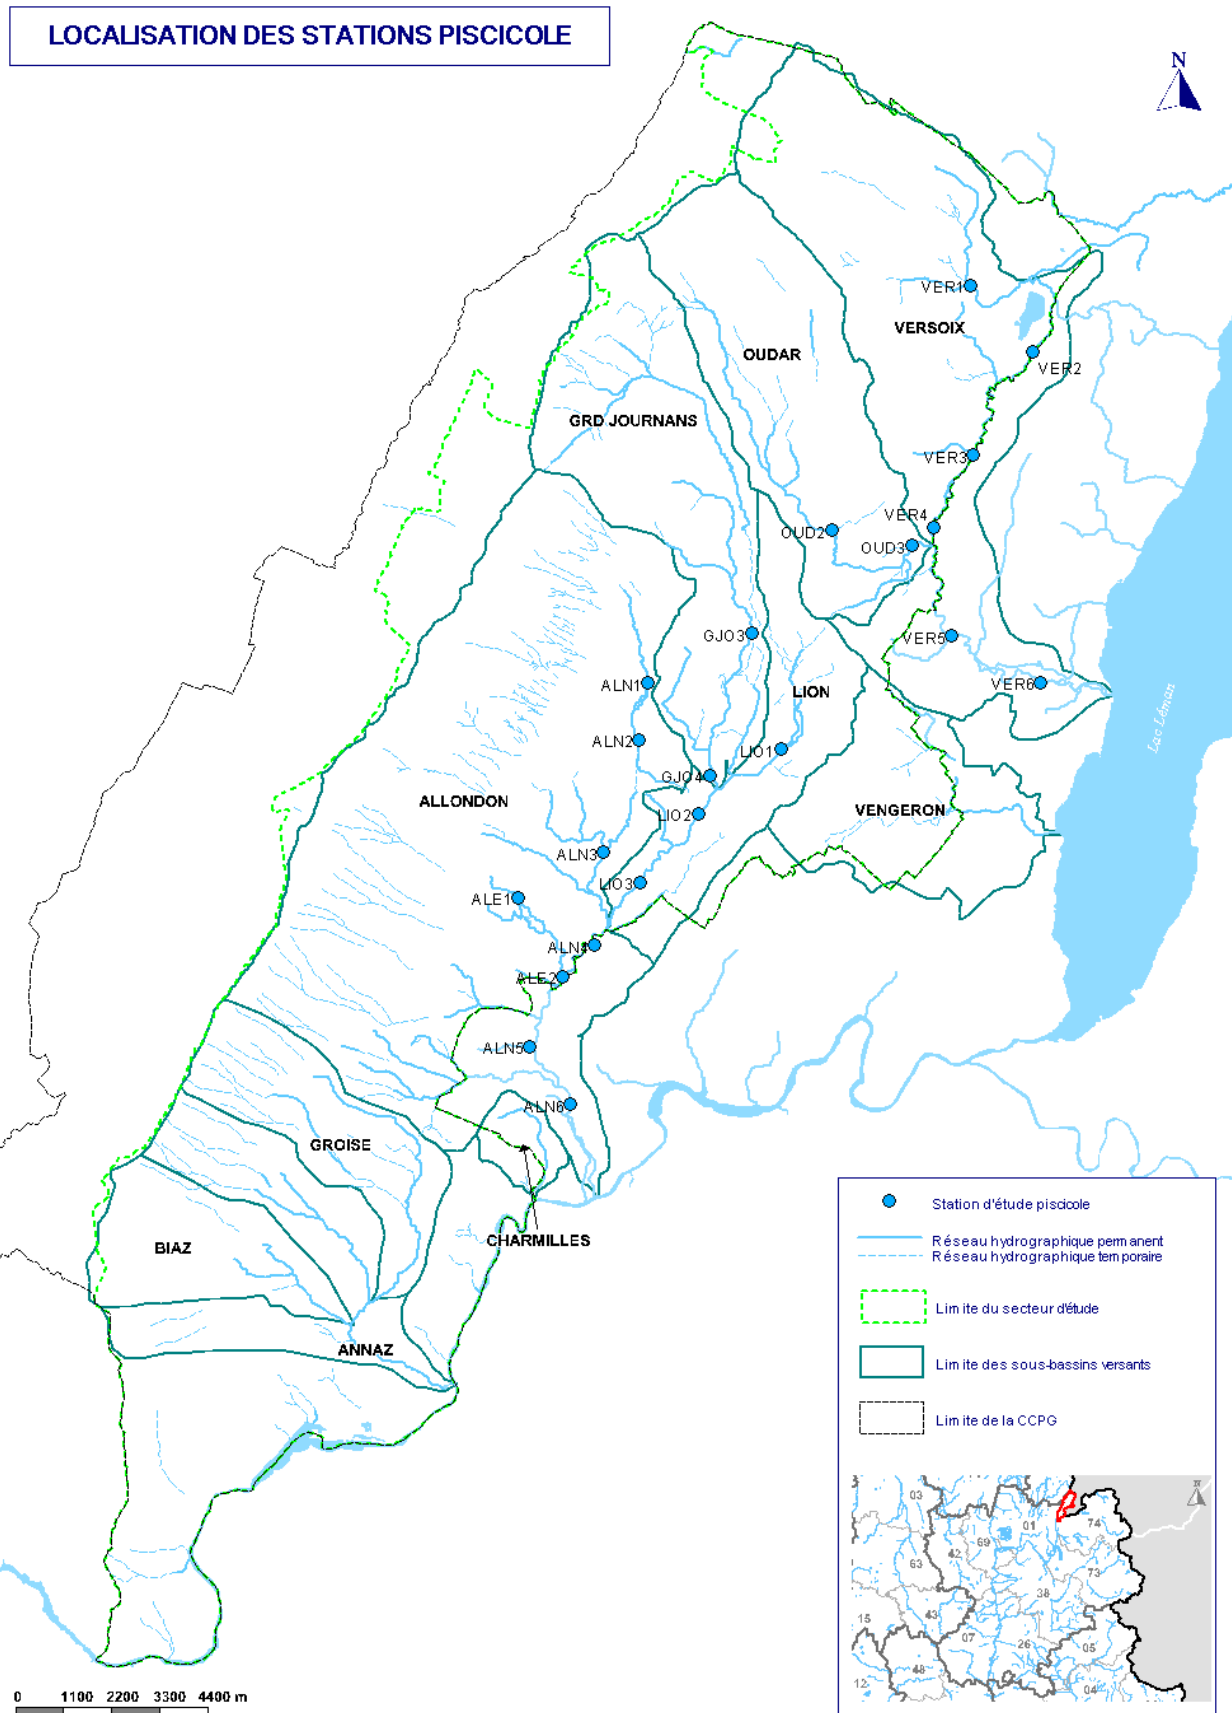 LOCALISATION DES STATIONS PISCICOLE
N
VER1
VERSOIX
OUDAR
VER2
GRD JOURNANS
VER3
VER4
OUD2
OUD3
GJO3
VER5
ALN1
LION
VER6
Lac Léman
ALN2
LIO1
GJO4
ALLONDON
LIO2
VENGERON
ALN3
LIO3
ALE1
ALN4
ALE2
ALN5
ALN6
GROISE
CHARMILLES
BIAZ
ANNAZ
Station d'étude piscicole
Réseau hydrographique permanent
Réseau hydrographique temporaire
Limite du secteur d'étude
Limite des sous-bassins versants
Limite de la CCPG
N
03
01
74
69
42
63
73
38
15
43
07
26
05
48
12
04
0 1100 2200 3300 4400 m